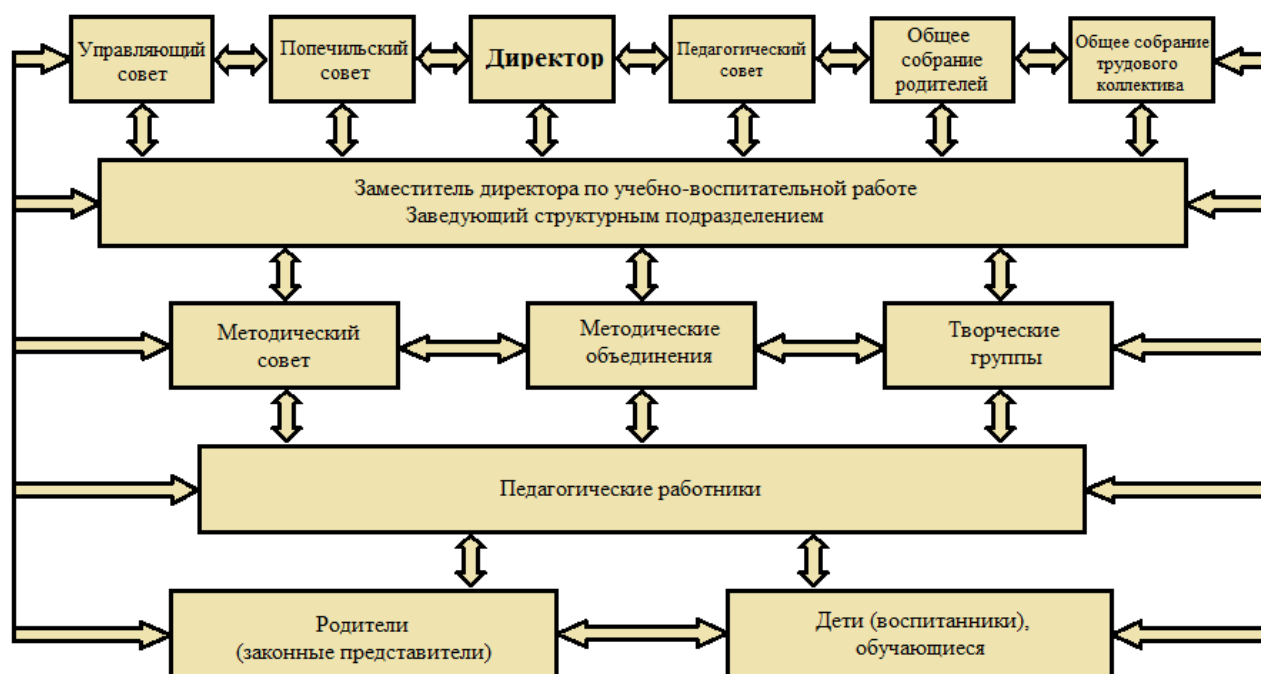 Управляющий
совет
Попечильский
совет
Директор
Педагогический
совет
Общее
собрание
родителей
Общее собрание
трудового
коллектива
Заместитель директора по учебно-воспитательной работе
Заведующий структурным подразделением
Методический
совет
Методические
объединения
Творческие
группы
Педагогические работники
Родители
(законные представители)
Дети (воспитанники),
обучающиеся